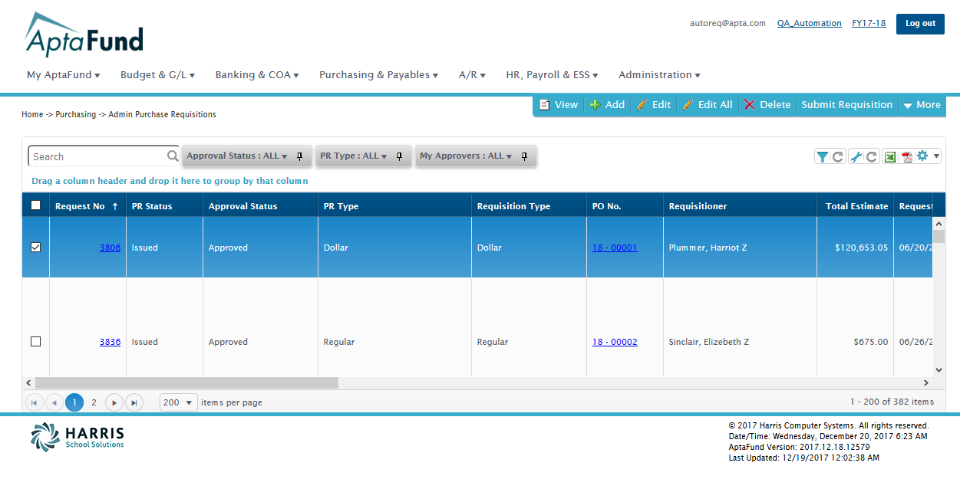 AptaFund
autoreq@apta.com QA_Automation FY17-18 Log out
My AptaFund Budget & G/L Banking & COA Purchasing & Payables A/R HR, Payroll & ESS Administration
View Add Edit Edit All Delete Submit Requisition More
Home -> Purchasing -> Admin Purchase Requisitions
Search Approval Status : ALL PR Type : ALL My Approvers : ALL
Drag a column header and drop it here to group by that column
Request No ↑ PR Status Approval Status PR Type Requisition Type PO No. Requisitioner Total Estimate Request
3806 Issued Approved Dollar Dollar 18 - 00001 Plummer, Harriot Z $120,653.05 06/20/2
3836 Issued Approved Regular Regular 18 - 00002 Sinclair, Elizebeth Z $675.00 06/26/2
1 2 200 items per page 1 - 200 of 382 items
HARRIS
School Solutions
© 2017 Harris Computer Systems. All rights reserved.
Date/Time: Wednesday, December 20, 2017 6:23 AM
AptaFund Version: 2017.12.18.12579
Last Updated: 12/19/2017 12:02:38 AM